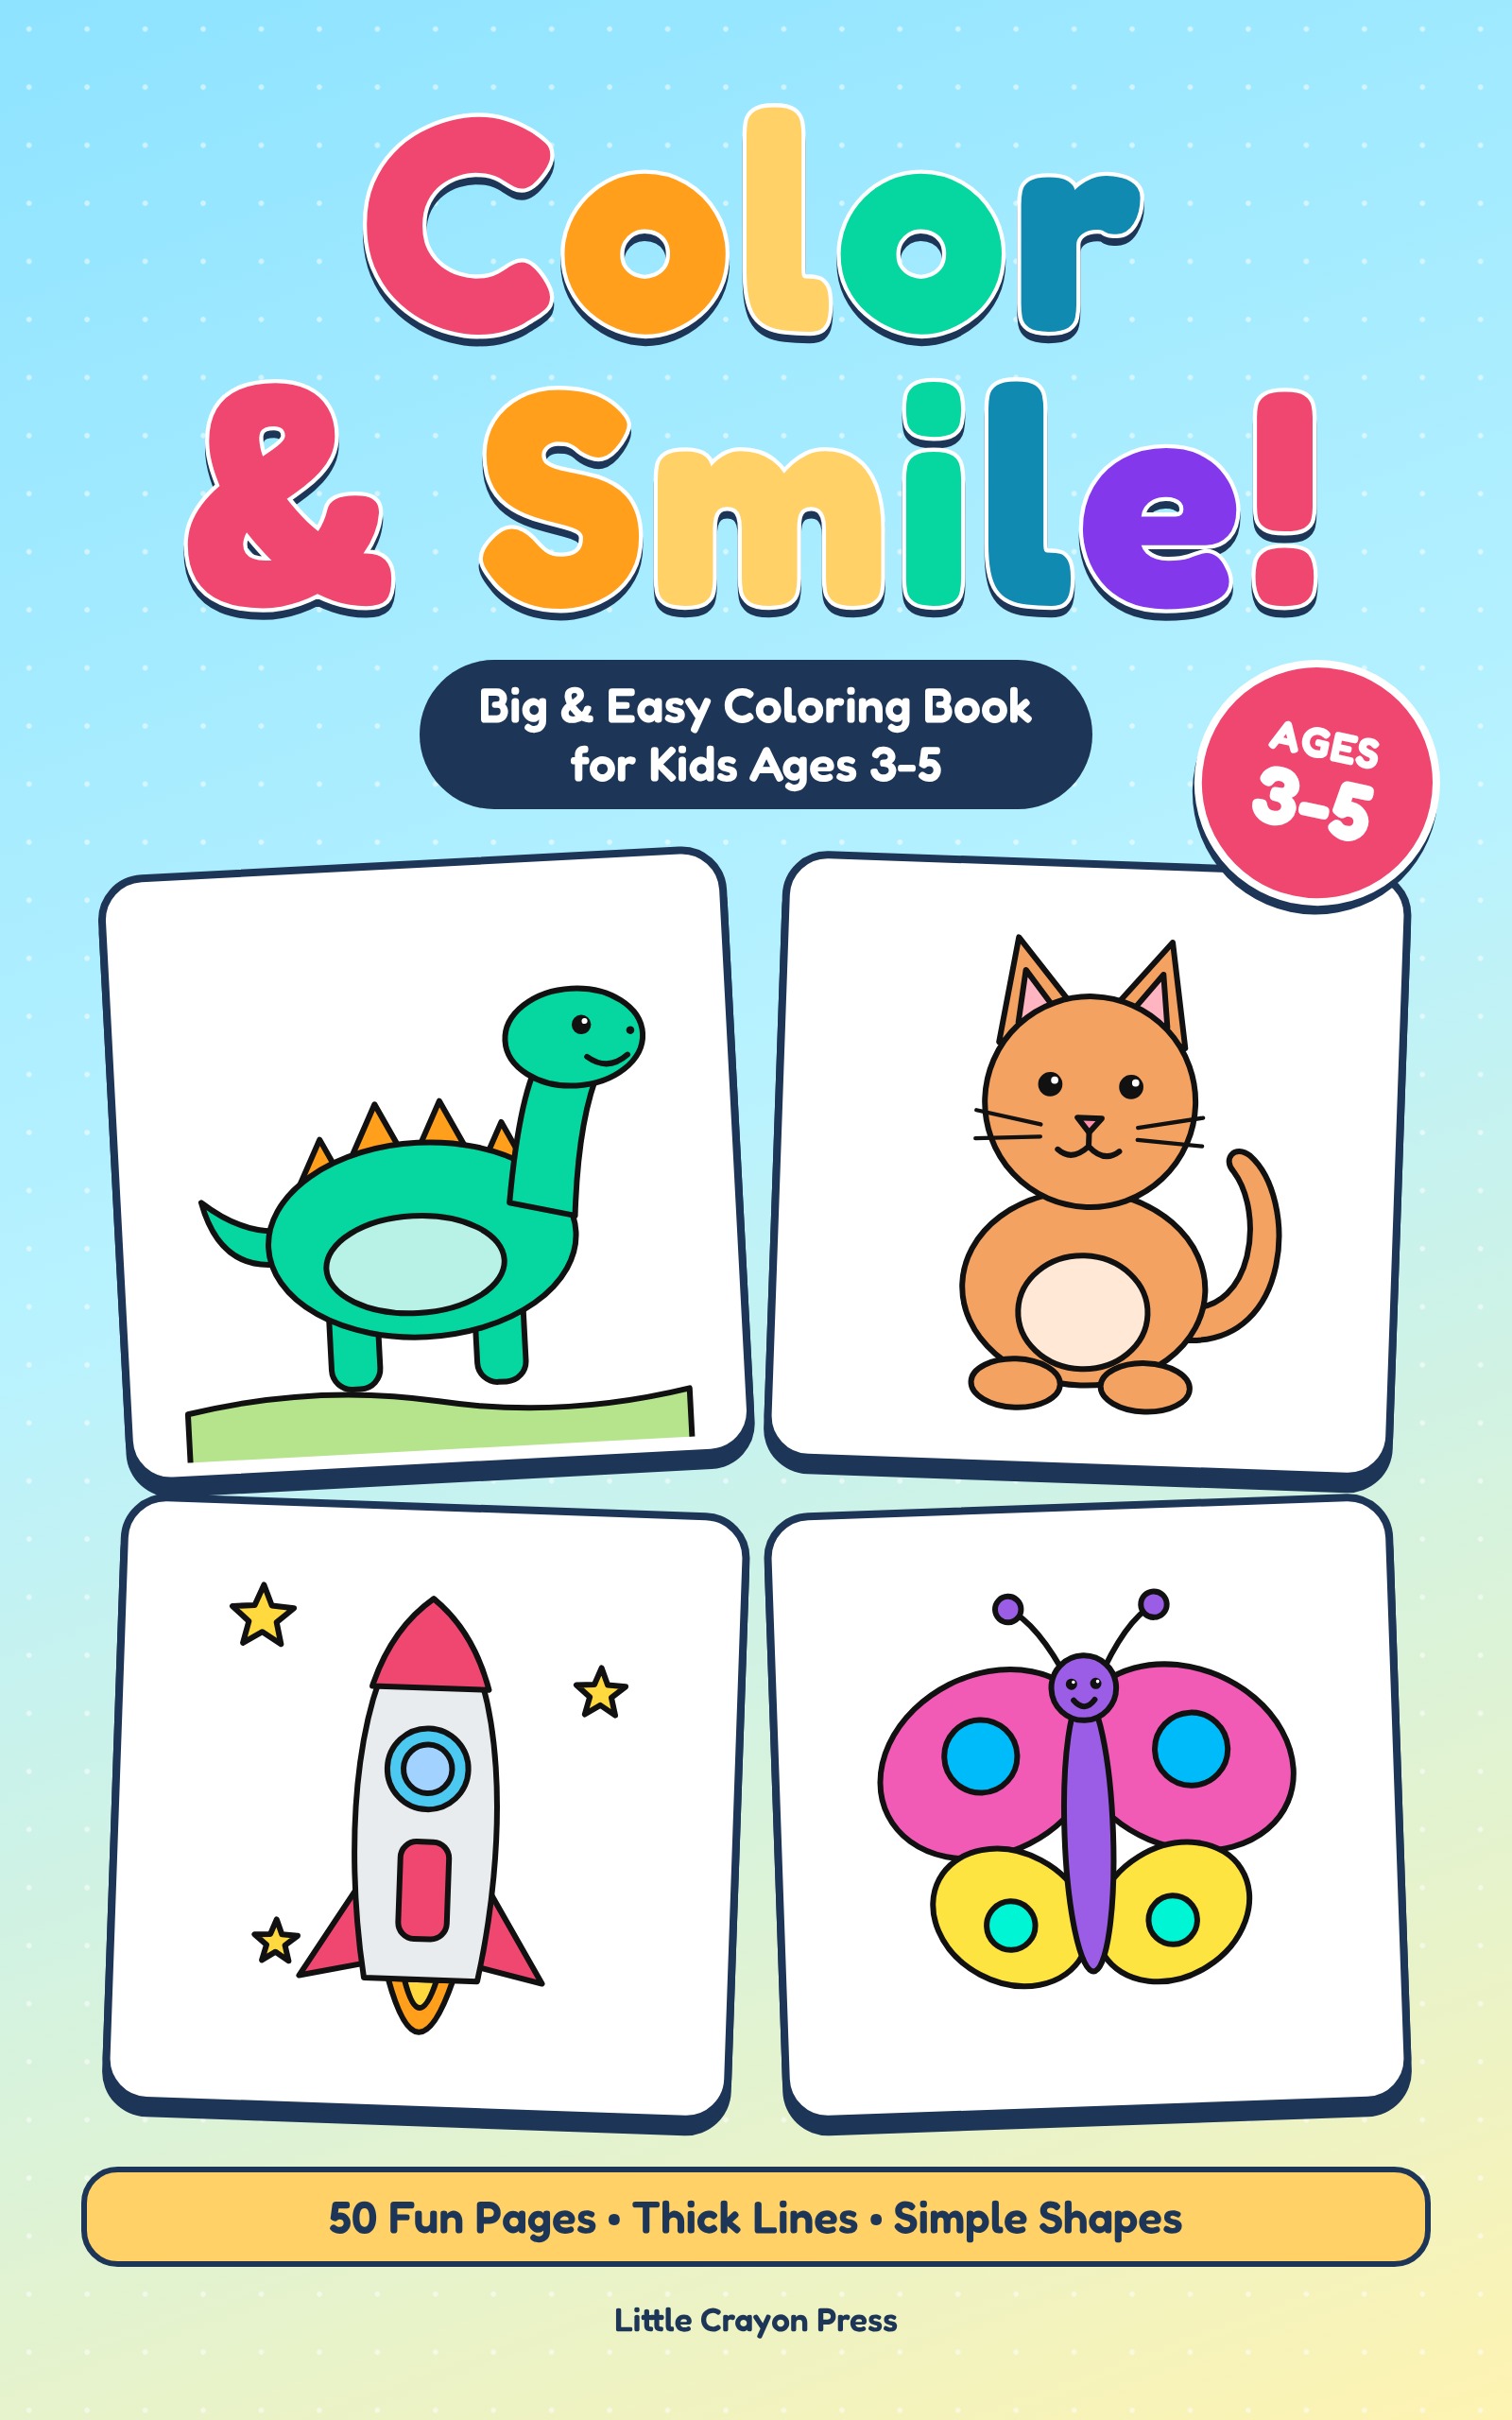 Color
& Smile!
Big & Easy Coloring Book
for Kids Ages 3-5
AGES
3-5
50 Fun Pages • Thick Lines • Simple Shapes
Little Crayon Press